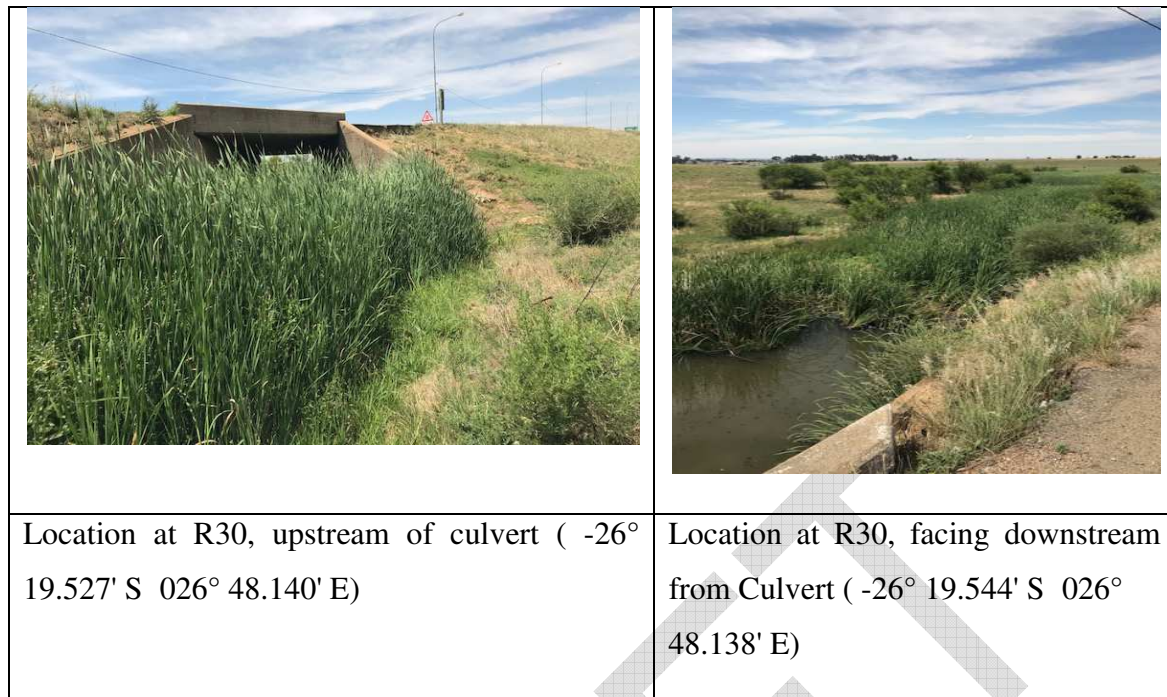 Location at R30, upstream of culvert ( -26°
19.527' S 026° 48.140' E)
Location at R30, facing downstream
from Culvert ( -26° 19.544' S 026°
48.138' E)